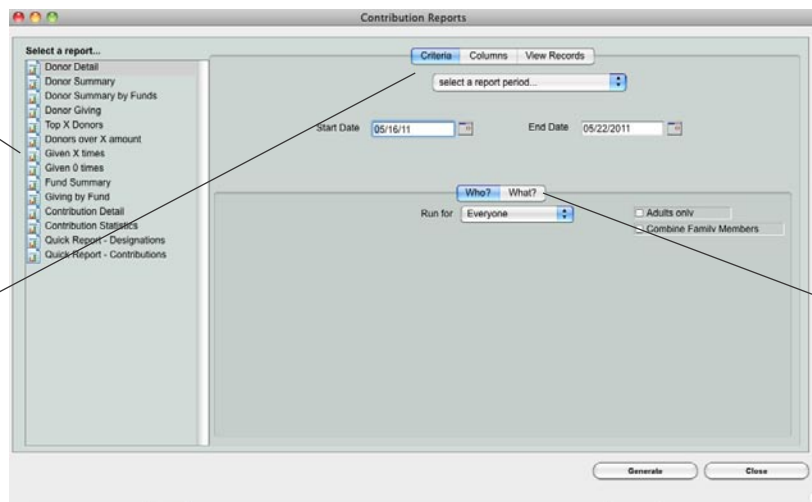 Contribution Reports
Select a report...
Donor Detail
Donor Summary
Donor Summary by Funds
Donor Giving
Top X Donors
Donors over X amount
Given X times
Given 0 times
Fund Summary
Giving by Fund
Contribution Detail
Contribution Statistics
Quick Report - Designations
Quick Report - Contributions
Criteria Columns View Records
select a report period...
Start Date 05/16/11 End Date 05/22/2011
Who? What?
Run for Everyone Adults only
Combine Family Members
Generate Close